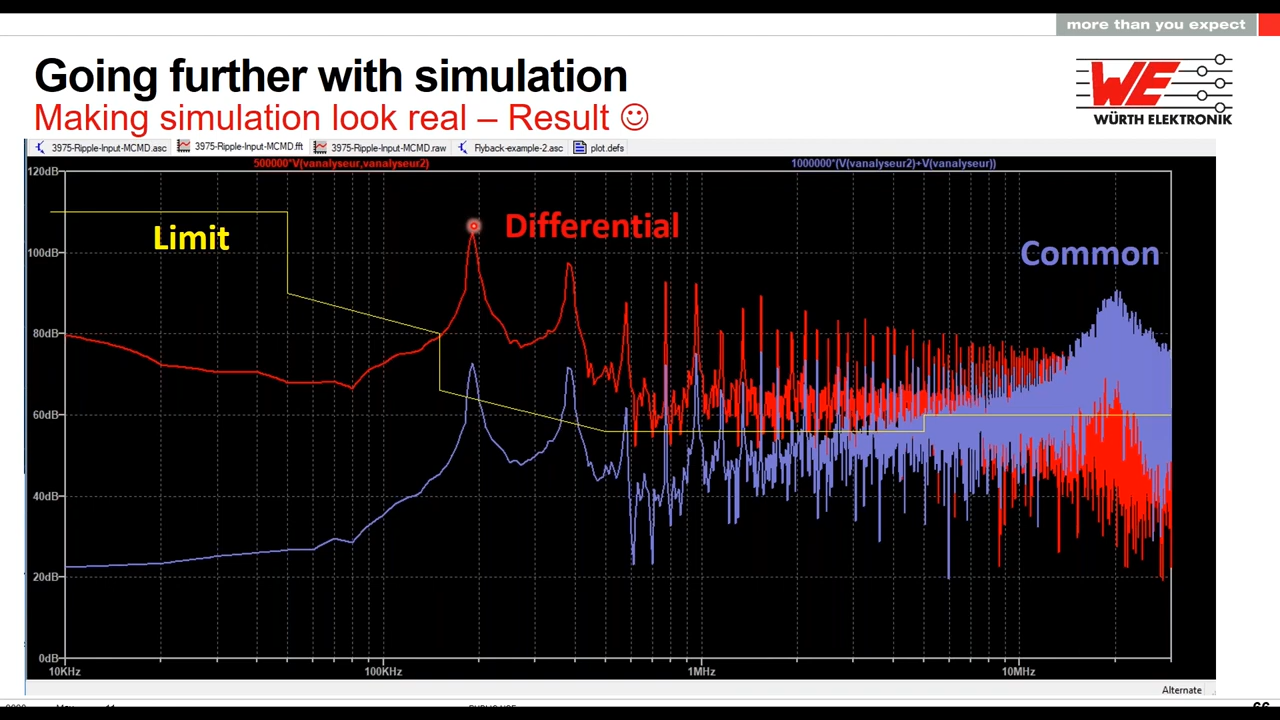 more than you expect
Going further with simulation
Making simulation look real – Result ☺
WE
WÜRTH ELEKTRONIK
3975-Ripple-Input-MCMD.asc 3975-Ripple-Input-MCMD.fft 3975-Ripple-Input-MCMD.raw Flyback-example-2.asc plot.defs
500000*V(vanalyseur,vanalyseur2) 1000000*(V(vanalyseur2)+V(vanalyseur))
120dB
Limit
Differential
Common
100dB
80dB
60dB
40dB
20dB
0dB
10KHz 100KHz 1MHz 10MHz
Alternate